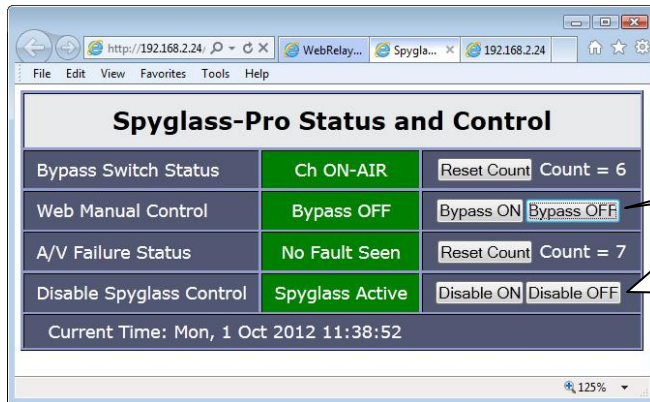 http://192.168.2.24/
WebRelay...
Spygla...
192.168.2.24
File Edit View Favorites Tools Help
Spyglass-Pro Status and Control
Bypass Switch Status Ch ON-AIR Reset Count Count = 6
Web Manual Control Bypass OFF Bypass ON Bypass OFF
A/V Failure Status No Fault Seen Reset Count Count = 7
Disable Spyglass Control Spyglass Active Disable ON Disable OFF
Current Time: Mon, 1 Oct 2012 11:38:52
125%